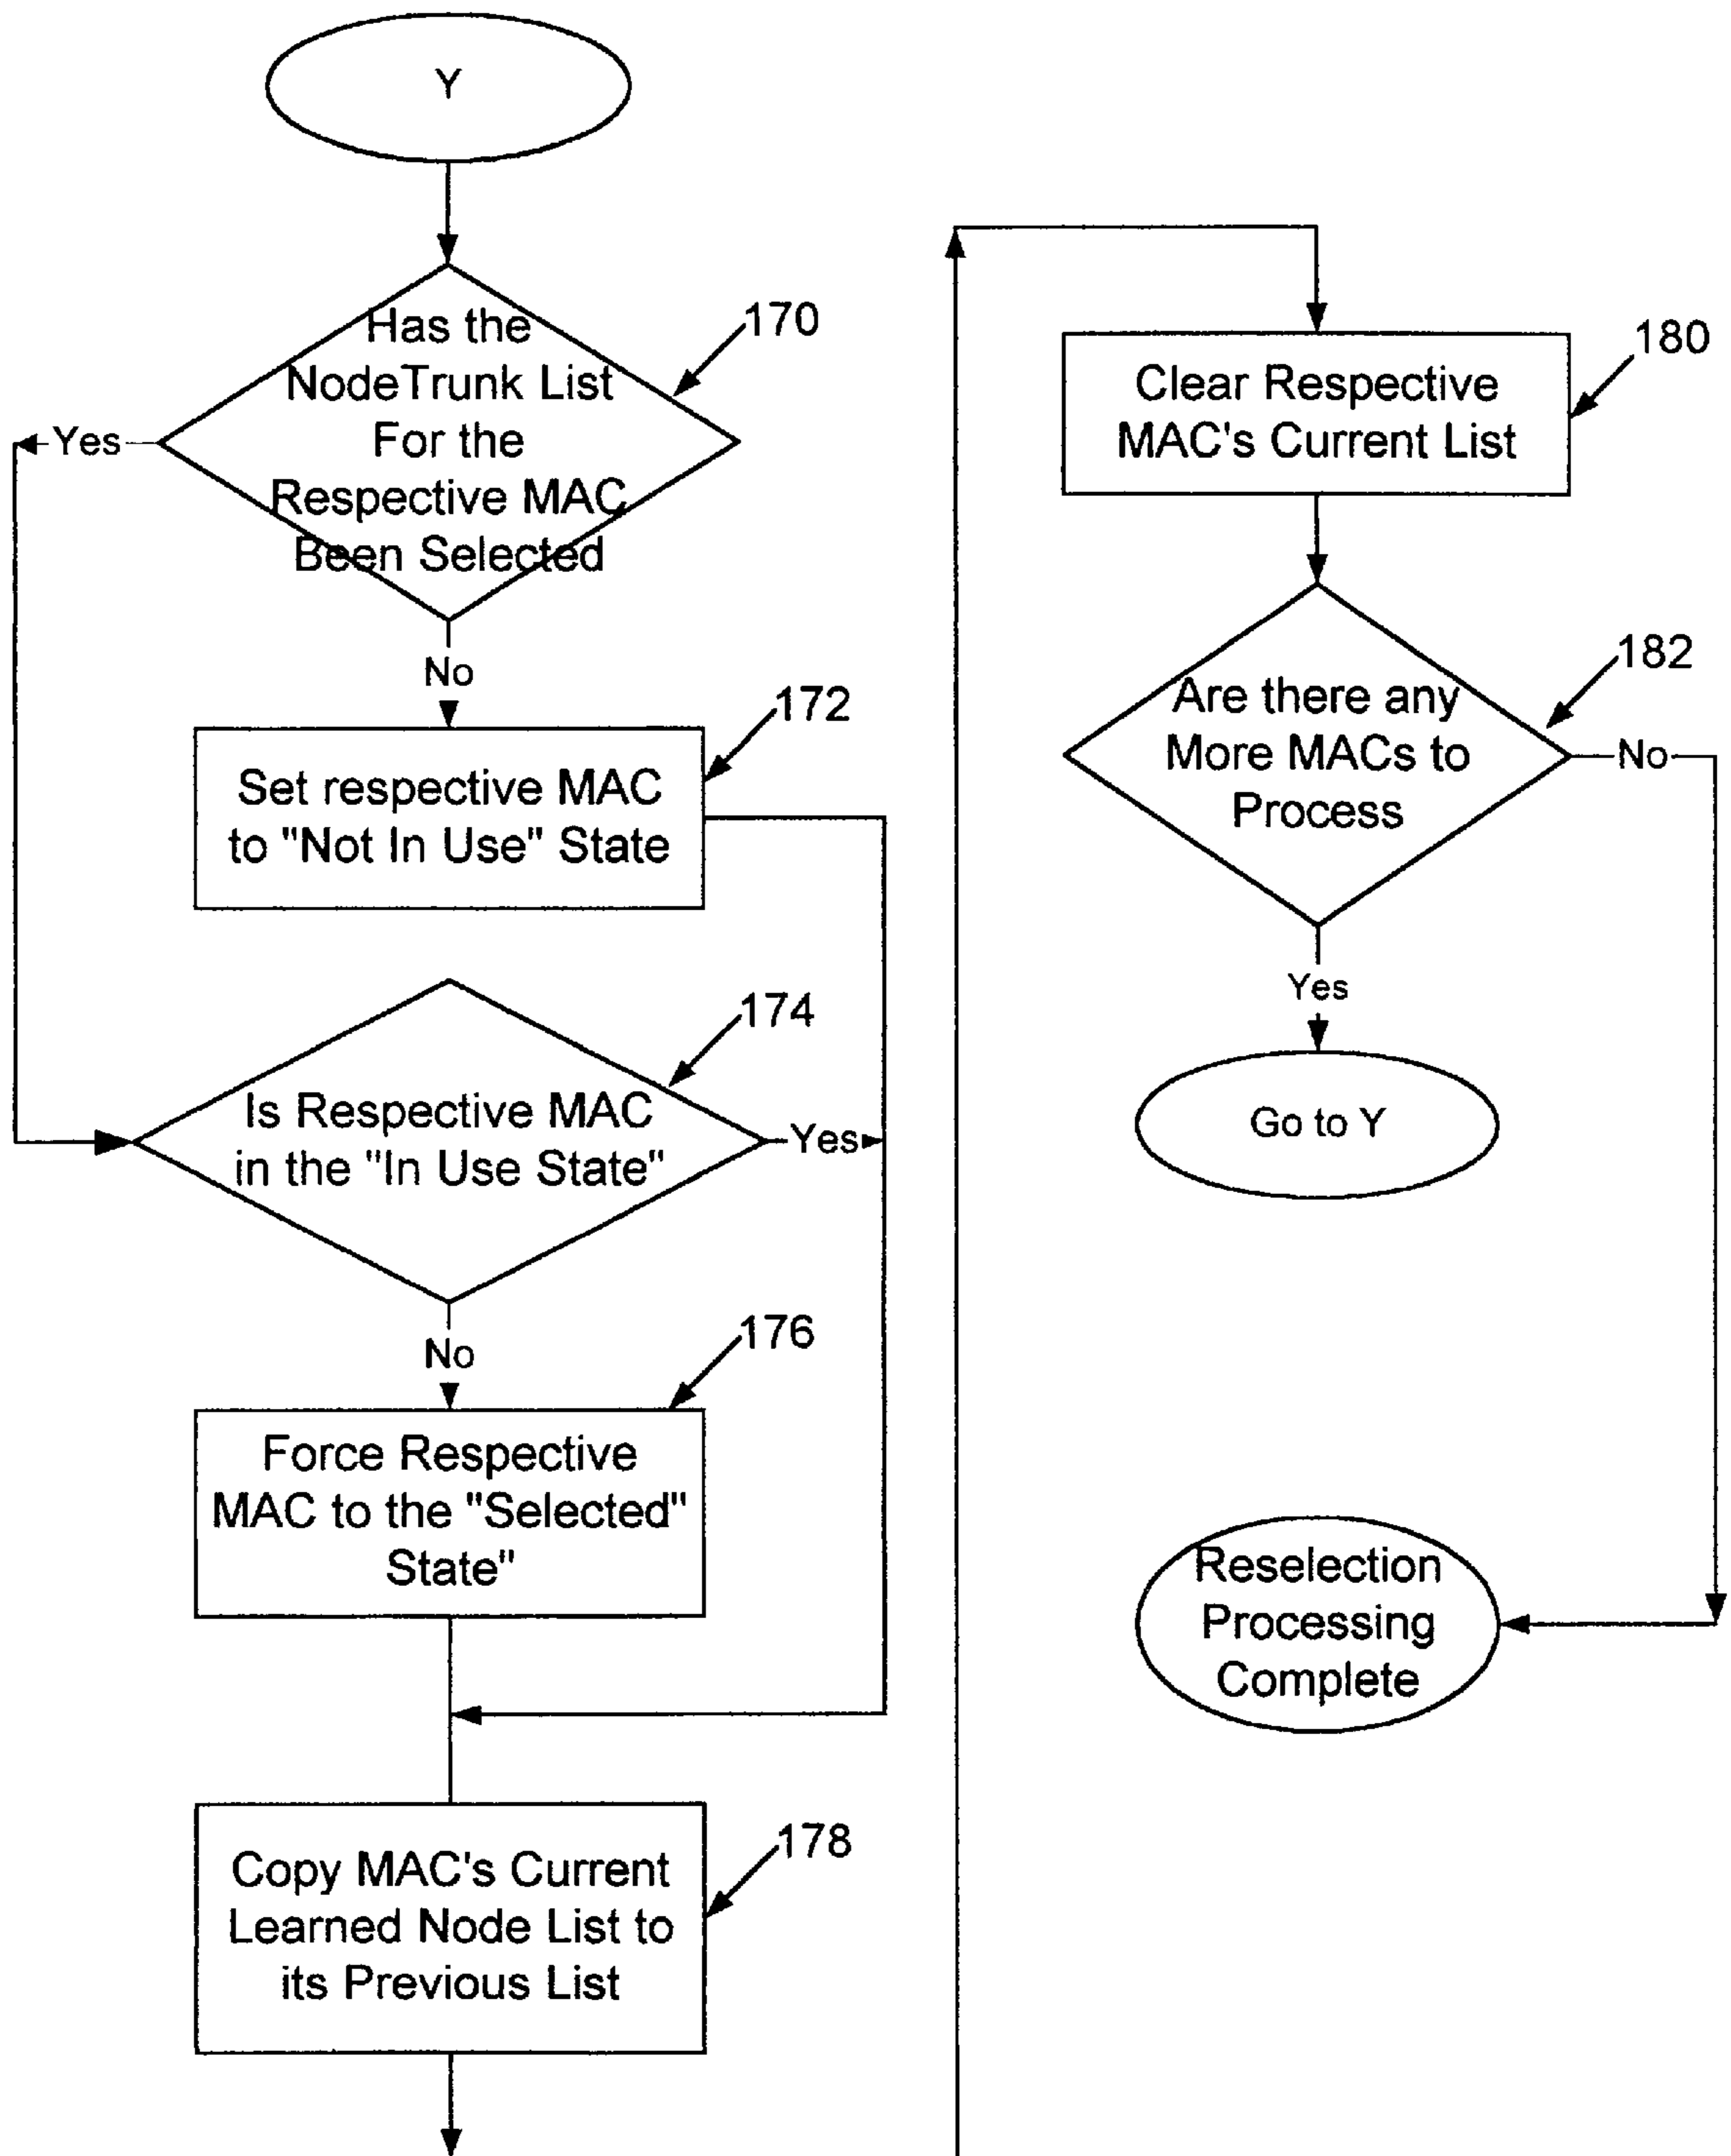 Y
Has the
NodeTrunk List
For the
Respective MAC
Been Selected
170
Yes
No
172
Set respective MAC
to "Not In Use" State
174
Is Respective MAC
in the "In Use State"
Yes
No
176
Force Respective
MAC to the "Selected"
State"
178
Copy MAC's Current
Learned Node List to
its Previous List
180
Clear Respective
MAC's Current List
182
Are there any
More MACs to
Process
No
Yes
Go to Y
Reselection
Processing
Complete